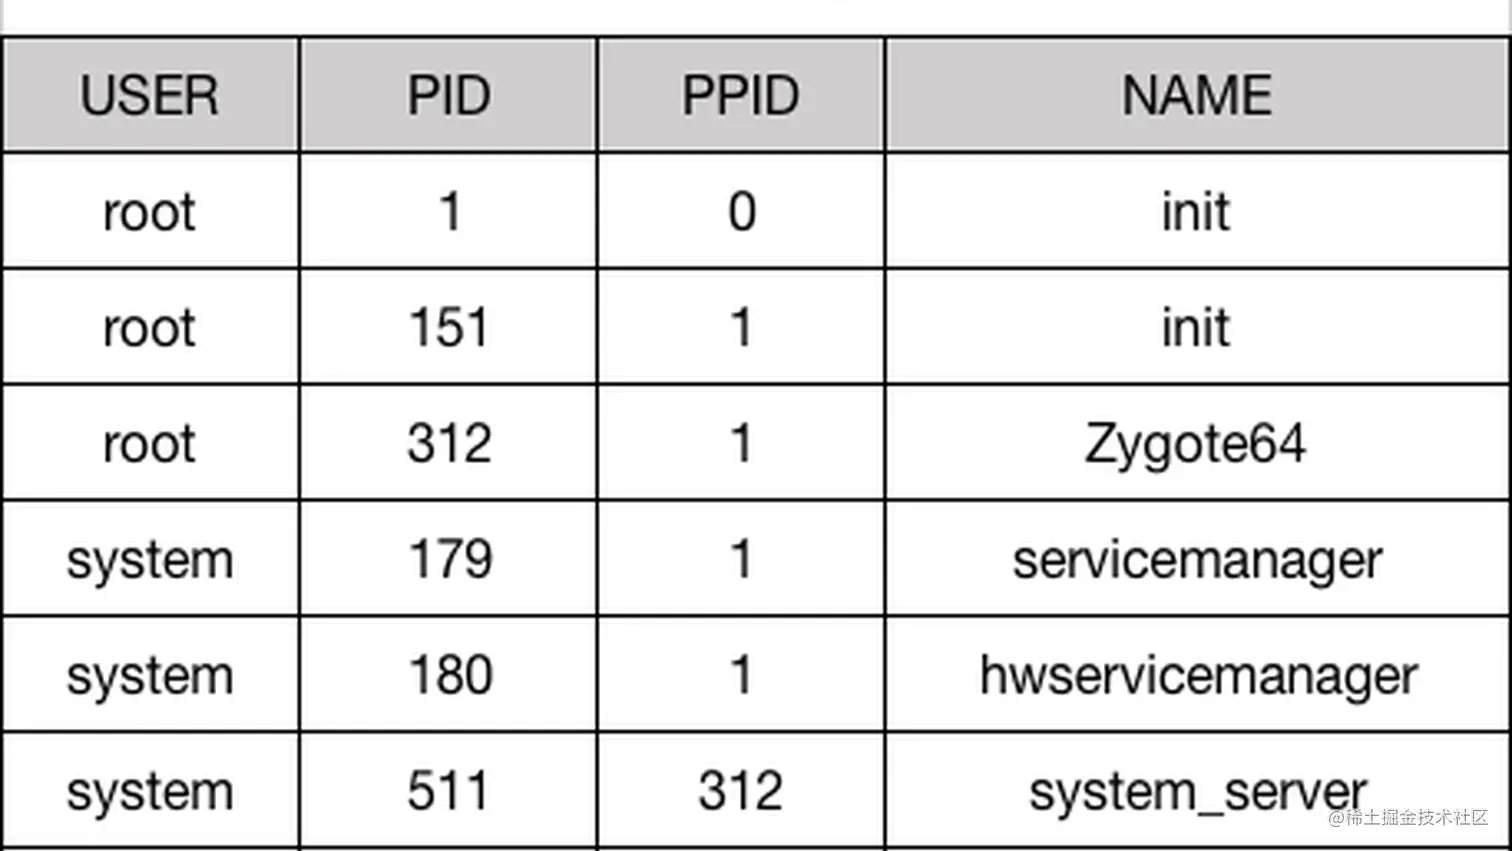 USER PID PPID NAME
root 1 0 init
root 151 1 init
root 312 1 Zygote64
system 179 1 servicemanager
system 180 1 hwservicemanager
system 511 312 system_server
@稀土掘金技术社区